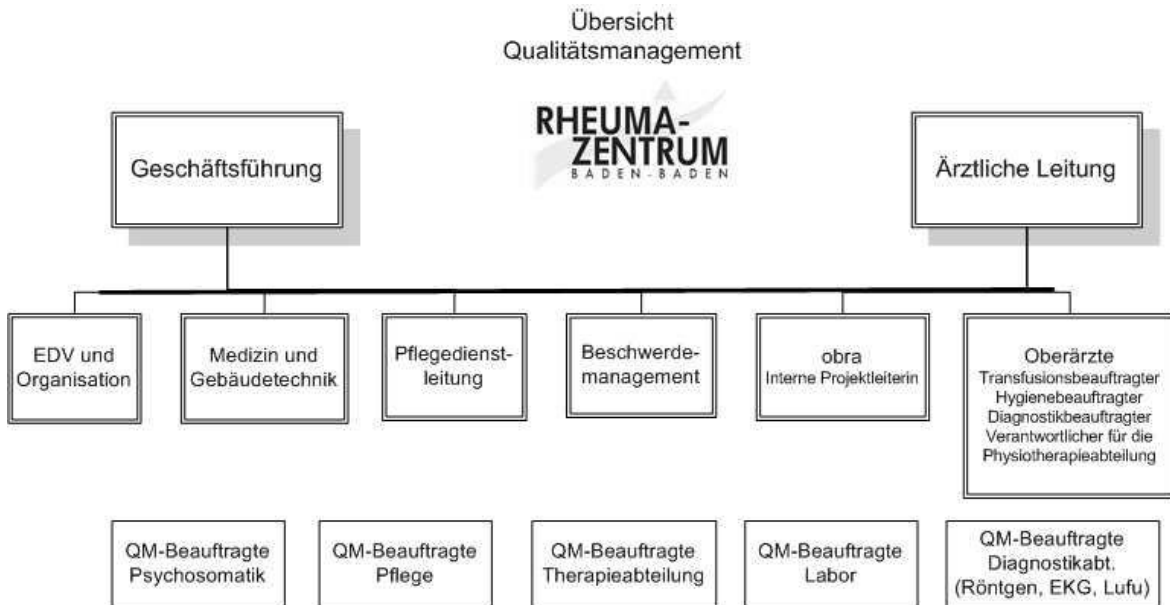 Übersicht
Qualitätsmanagement
RHEUMA-
ZENTRUM
BADEN-BADEN
Geschäftsführung
Ärztliche Leitung
EDV und
Organisation
Medizin und
Gebäudetechnik
Pflegedienst-
leitung
Beschwerde-
management
obra
Interne Projektleiterin
Oberärzte
Transfusionsbeauftragter
Hygienebeauftragter
Diagnostikbeauftragter
Verantwortlicher für die
Physiotherapieabteilung
QM-Beauftragte
Psychosomatik
QM-Beauftragte
Pflege
QM-Beauftragte
Therapieabteilung
QM-Beauftragte
Labor
QM-Beauftragte
Diagnostikabt.
(Röntgen, EKG, Lufu)